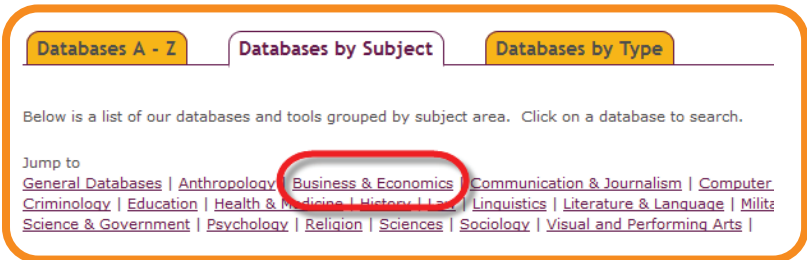 Databases A - Z Databases by Subject Databases by Type
Below is a list of our databases and tools grouped by subject area. Click on a database to search.
Jump to
General Databases | Anthropology | Business & Economics | Communication & Journalism | Computer
Criminology | Education | Health & Medicine | History | Law | Linguistics | Literature & Language | Milita
Science & Government | Psychology | Religion | Sciences | Sociology | Visual and Performing Arts |